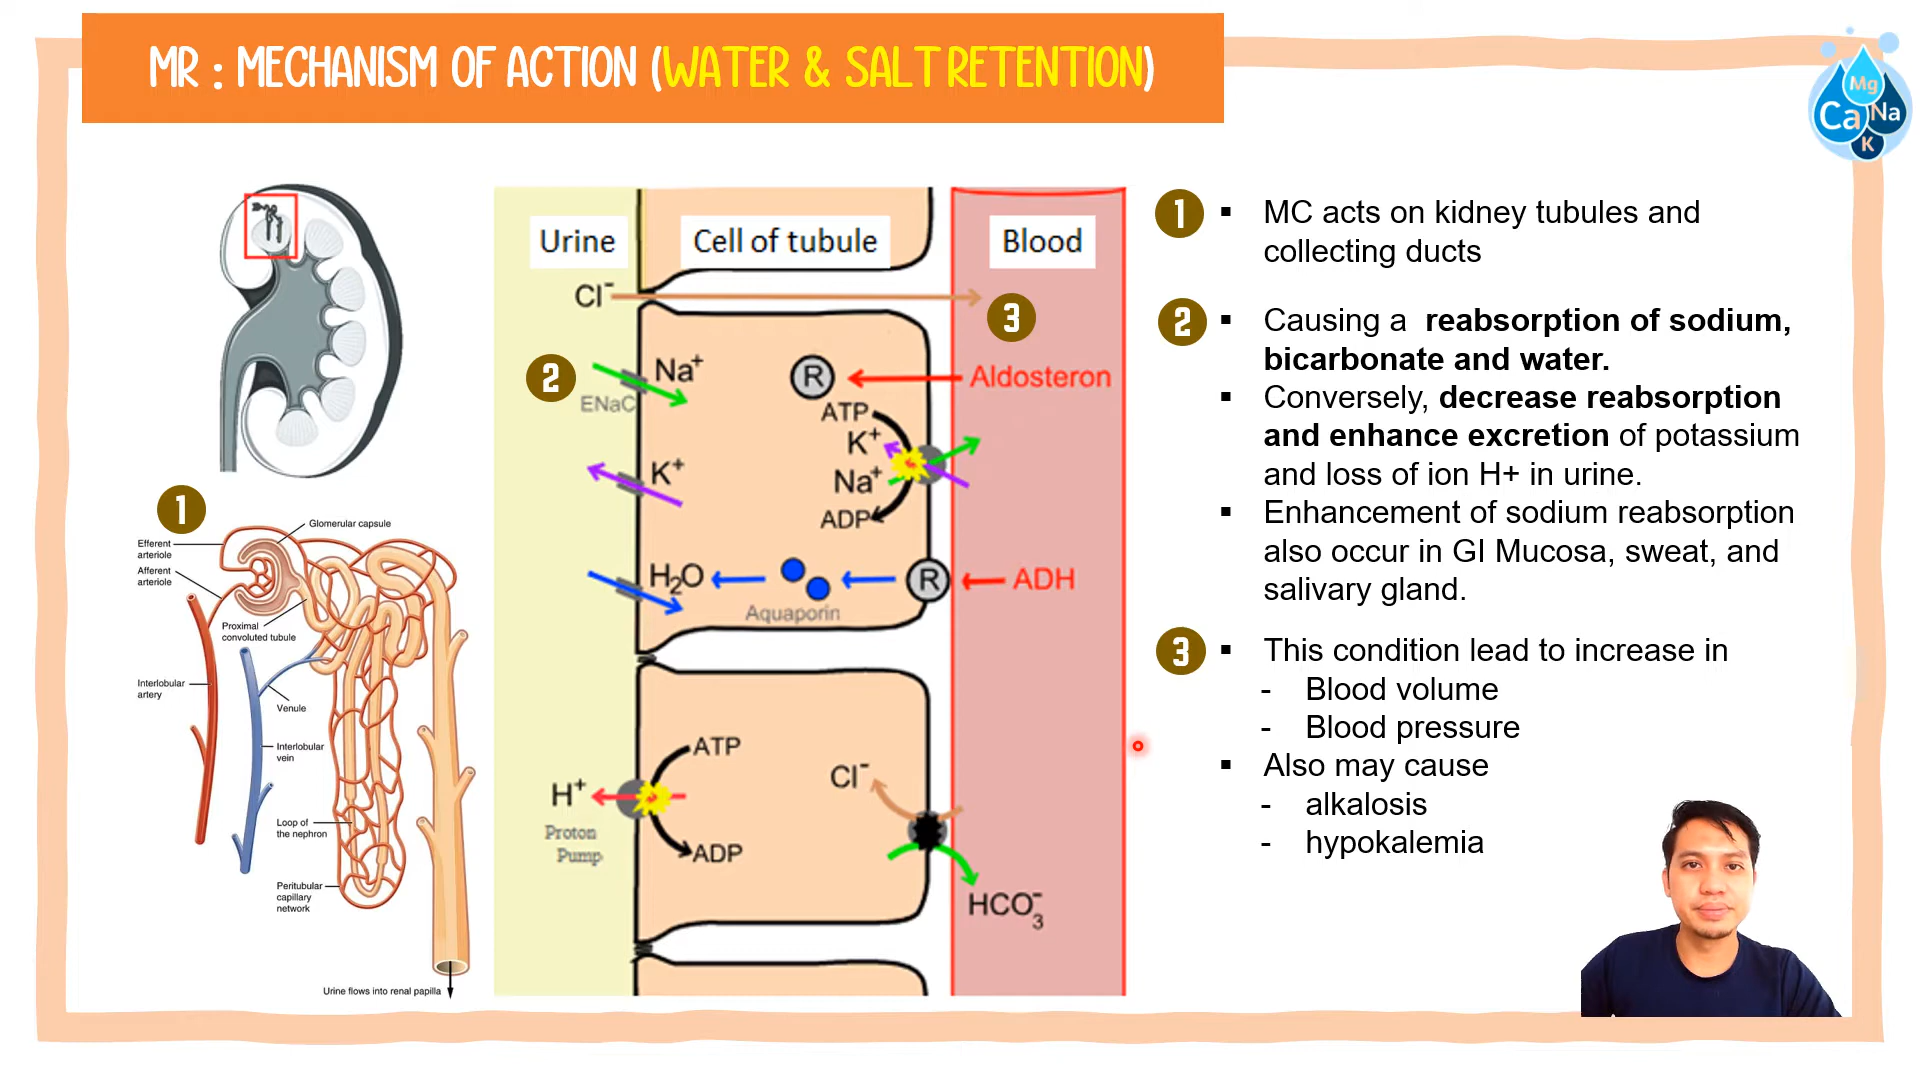 MR : MECHANISM OF ACTION (WATER & SALT RETENTION)
Mg
Ca
Na
K
1
Glomerular capsule
Efferent
arteriole
Afferent
arteriole
Proximal
convoluted tubule
Interlobular
artery
Venule
Interlobular
vein
Loop of
the nephron
Peritubular
capillary
network
Urine flows into renal papilla
Urine
Cell of tubule
Blood
Cl⁻
3
2
Na⁺
ENaC
R
Aldosteron
ATP
K⁺
K⁺
Na⁺
ADP
H₂O
Aquaporin
R
ADH
ATP
H⁺
Proton
Pump
ADP
Cl⁻
HCO₃⁻
1
▪ MC acts on kidney tubules and
collecting ducts
2
▪ Causing a reabsorption of sodium,
bicarbonate and water.
▪ Conversely, decrease reabsorption
and enhance excretion of potassium
and loss of ion H+ in urine.
▪ Enhancement of sodium reabsorption
also occur in GI Mucosa, sweat, and
salivary gland.
3
▪ This condition lead to increase in
- Blood volume
- Blood pressure
▪ Also may cause
- alkalosis
- hypokalemia